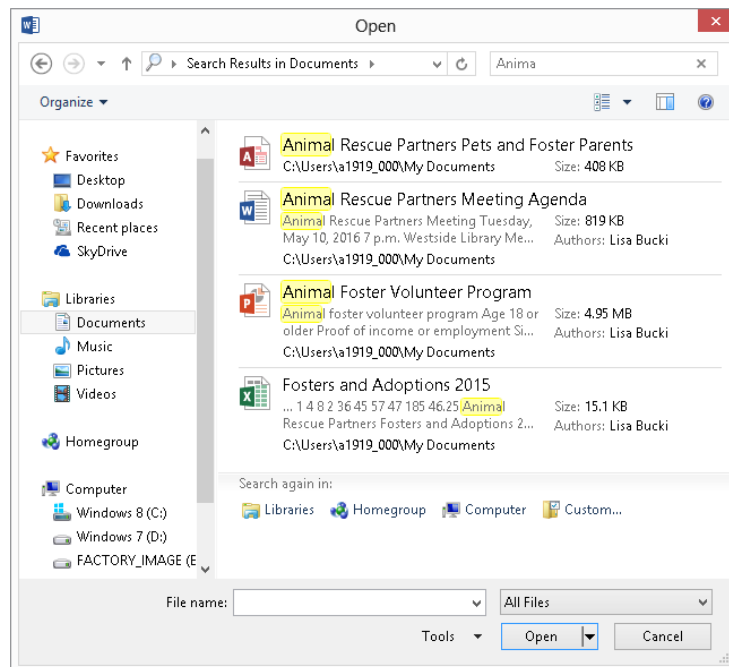 Open
Search Results in Documents
Anima
Organize
Favorites
Desktop
Downloads
Recent places
SkyDrive
Libraries
Documents
Music
Pictures
Videos
Homegroup
Computer
Windows 8 (C:)
Windows 7 (D:)
FACTORY_IMAGE (E
Animal Rescue Partners Pets and Foster Parents
C:\Users\a1919_000\My Documents Size: 408 KB
Animal Rescue Partners Meeting Agenda
Animal Rescue Partners Meeting Tuesday, Size: 819 KB
May 10, 2016 7 p.m. Westside Library Me... Authors: Lisa Bucki
C:\Users\a1919_000\My Documents
Animal Foster Volunteer Program
Animal foster volunteer program Age 18 or Size: 4.95 MB
older Proof of income or employment Si... Authors: Lisa Bucki
C:\Users\a1919_000\My Documents
Fosters and Adoptions 2015
... 1 4 8 2 36 45 57 47 185 46.25 Animal Size: 15.1 KB
Rescue Partners Fosters and Adoptions 2... Authors: Lisa Bucki
C:\Users\a1919_000\My Documents
Search again in:
Libraries Homegroup Computer Custom...
File name: All Files
Tools Open Cancel